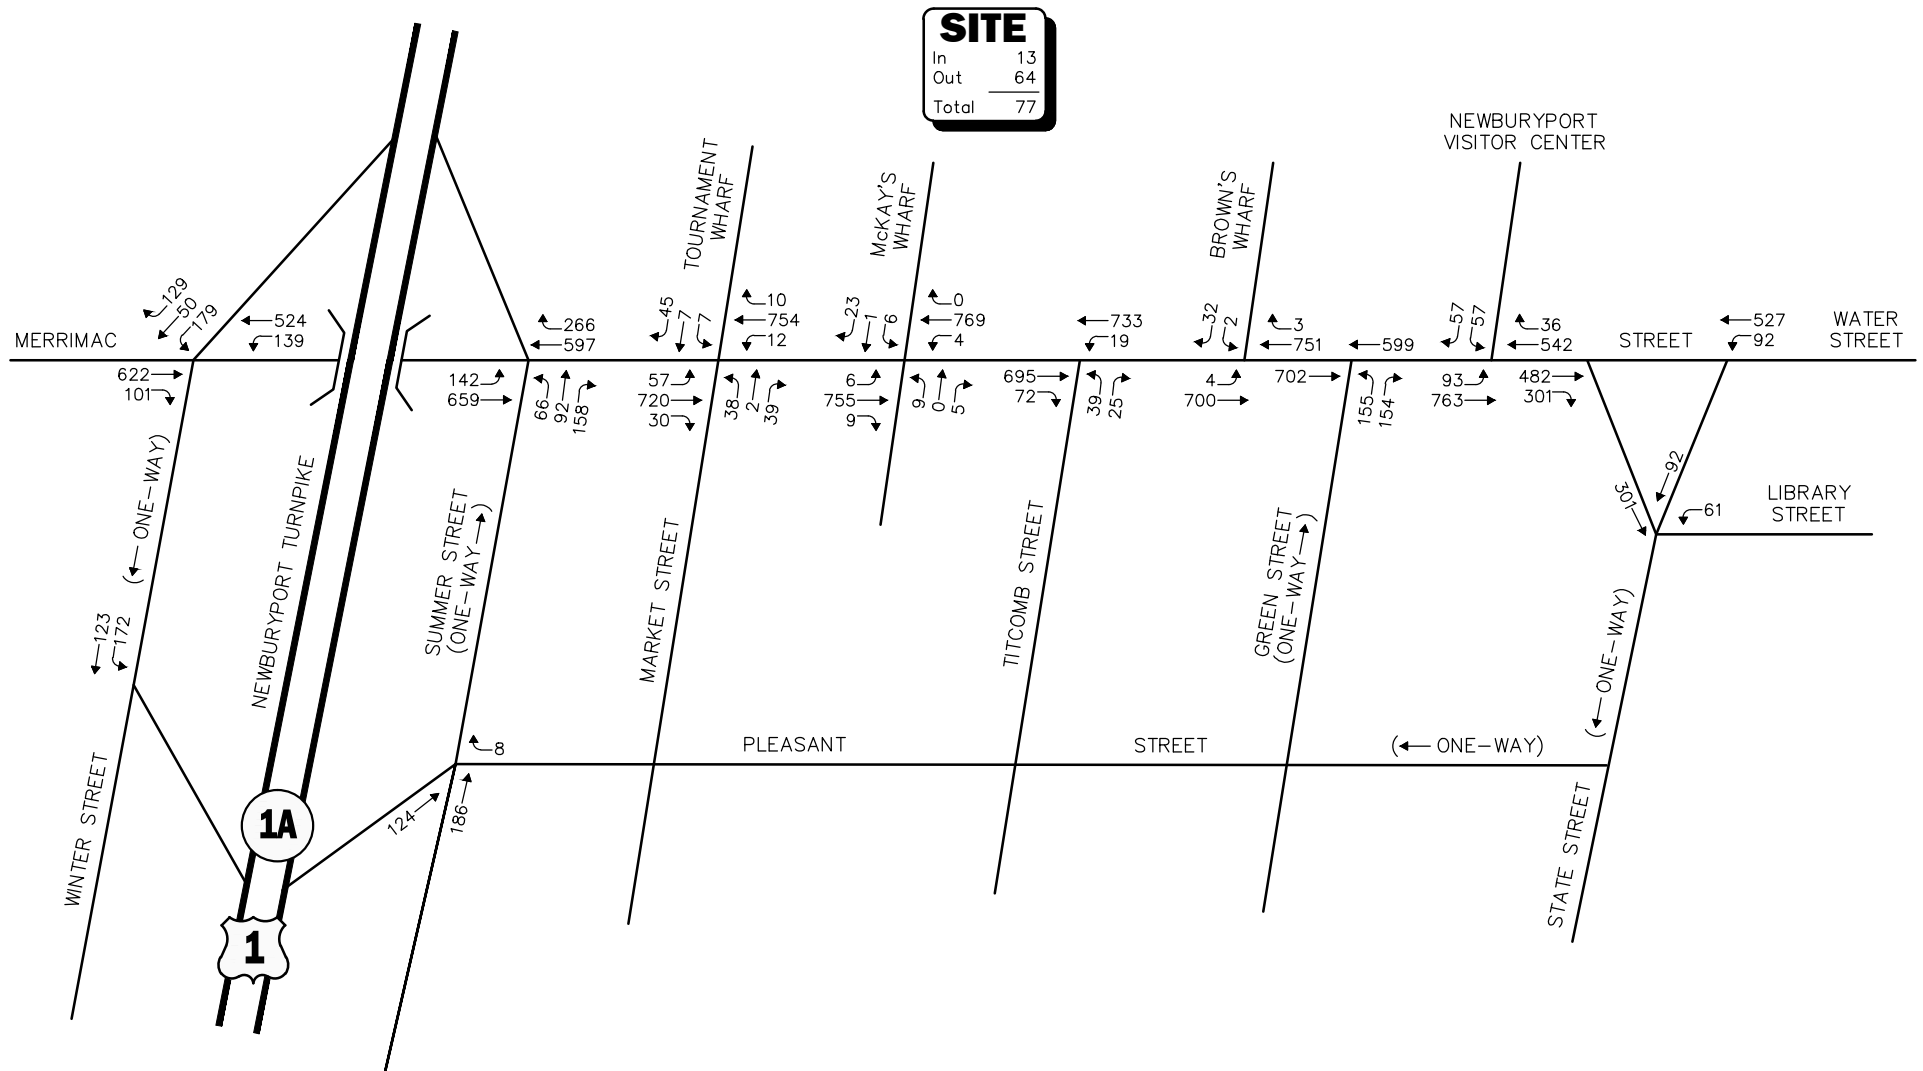 SITE
In 13
Out 64
Total 77
NEWBURYPORT
VISITOR CENTER
TOURNAMENT
WHARF
McKAY'S
WHARF
BROWN'S
WHARF
MERRIMAC
STREET
WATER
STREET
129
50
179
524
139
622
101
266
597
142
659
66
92
158
45
7
7
10
754
12
57
720
30
38
2
39
23
1
6
0
769
4
6
755
9
9
0
5
733
19
695
72
39
25
32
2
3
751
4
700
599
702
155
154
57
57
36
542
93
763
482
301
527
92
301
92
61
LIBRARY
STREET
(← ONE-WAY)
123
172
WINTER STREET
NEWBURYPORT TURNPIKE
SUMMER STREET
(ONE-WAY→)
MARKET STREET
TITCOMB STREET
GREEN STREET
(ONE-WAY→)
(← ONE-WAY)
STATE STREET
8
PLEASANT STREET (← ONE-WAY)
124
186
1A
1